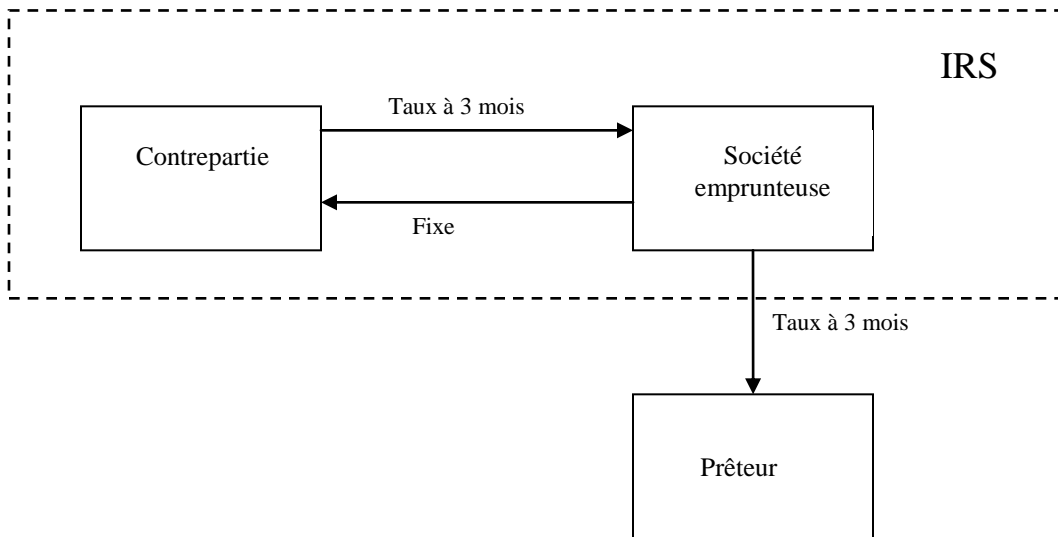 IRS
Taux à 3 mois
Contrepartie
Société
emprunteuse
Fixe
Taux à 3 mois
Prêteur